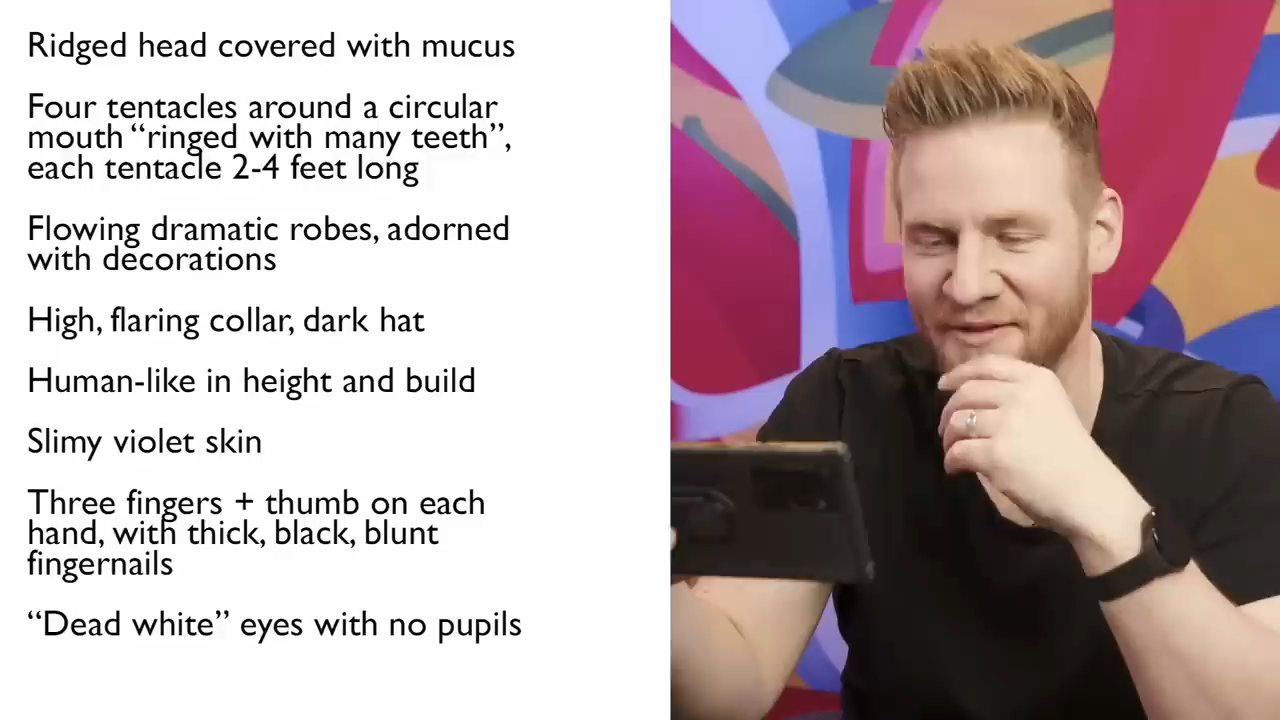 Ridged head covered with mucus
Four tentacles around a circular
mouth “ringed with many teeth”,
each tentacle 2-4 feet long
Flowing dramatic robes, adorned
with decorations
High, flaring collar, dark hat
Human-like in height and build
Slimy violet skin
Three fingers + thumb on each
hand, with thick, black, blunt
fingernails
“Dead white” eyes with no pupils